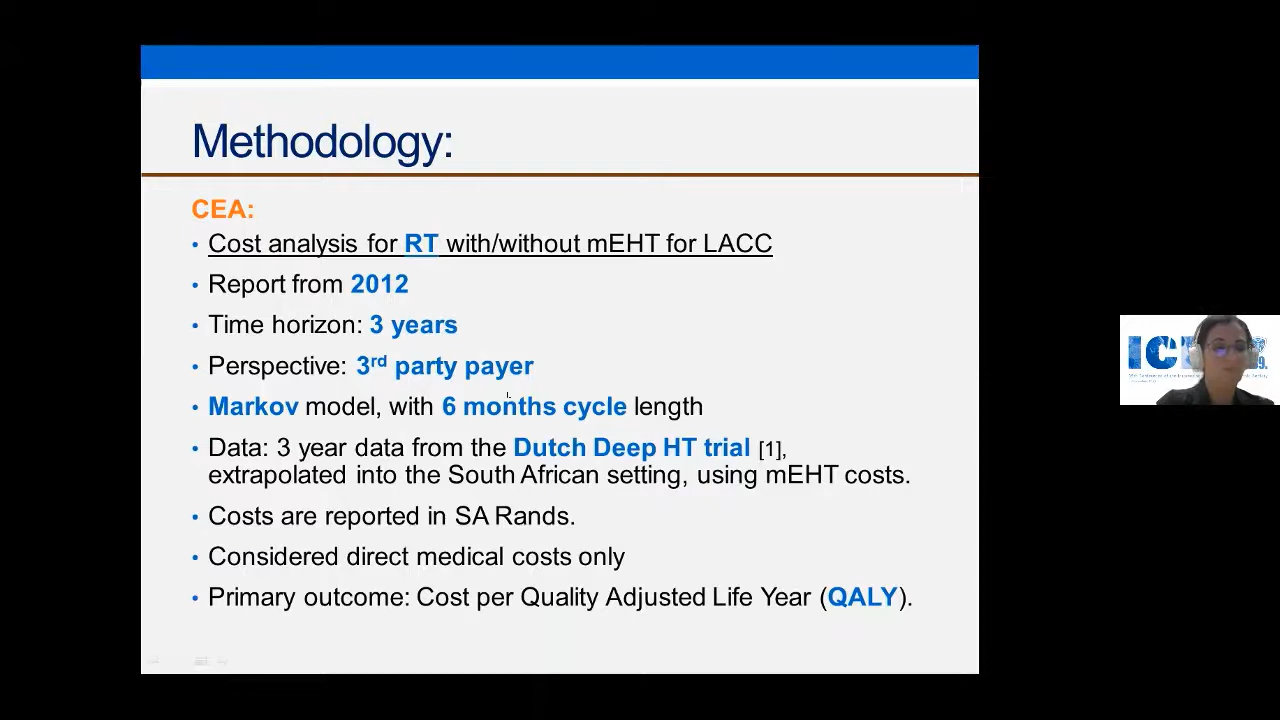 Methodology:
CEA:
• Cost analysis for RT with/without mEHT for LACC
• Report from 2012
• Time horizon: 3 years
• Perspective: 3rd party payer
• Markov model, with 6 months cycle length
• Data: 3 year data from the Dutch Deep HT trial [1],
extrapolated into the South African setting, using mEHT costs.
• Costs are reported in SA Rands.
• Considered direct medical costs only
• Primary outcome: Cost per Quality Adjusted Life Year (QALY).